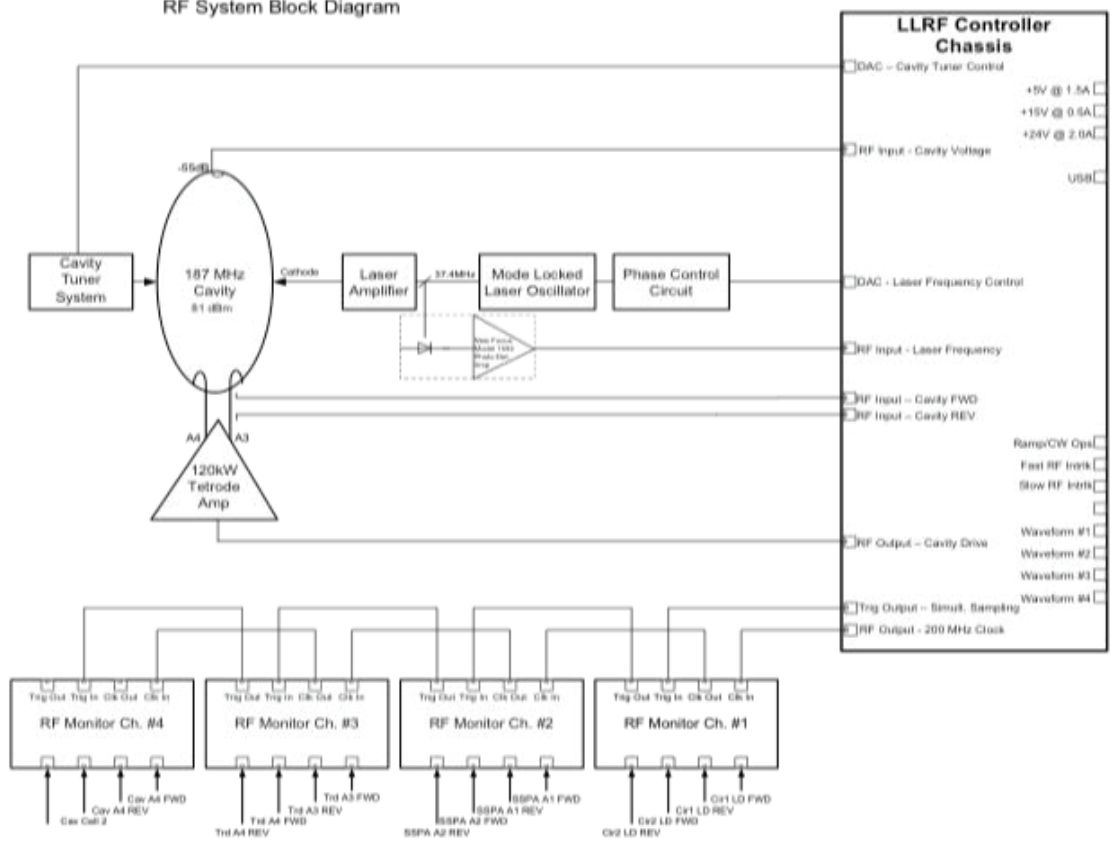 RF System Block Diagram
LLRF Controller
Chassis
DAC – Cavity Tuner Control
+5V @ 1.5A
+15V @ 0.6A
+24V @ 2.0A
RF Input - Cavity Voltage
USB
-55dB
Cavity
Tuner
System
187 MHz
Cavity
81 dBm
Cathode
Laser
Amplifier
37.4MHz
Mode Locked
Laser Oscillator
Phase Control
Circuit
DAC - Laser Frequency Control
New Focus
Model
RF Input - Laser Frequency
RF Input – Cavity FWD
RF Input – Cavity REV
A4 A3
120kW
Tetrode
Amp
Ramp/CW Ops
Fast RF Intrlk
Slow RF Intrlk
RF Output – Cavity Drive
Waveform #1
Waveform #2
Waveform #3
Waveform #4
Trig Output – Simult. Sampling
RF Output - 200 MHz Clock
Trig Out Trig In Clk Out Clk In
RF Monitor Ch. #4
Cav A4 FWD
Cav A4 REV
Cav Cell 2
Trig Out Trig In Clk Out Clk In
RF Monitor Ch. #3
Trd A3 FWD
Trd A3 REV
Trd A4 FWD
Trd A4 REV
Trig Out Trig In Clk Out Clk In
RF Monitor Ch. #2
SSPA A1 FWD
SSPA A1 REV
SSPA A2 FWD
SSPA A2 REV
Trig Out Trig In Clk Out Clk In
RF Monitor Ch. #1
Cir1 LD FWD
Cir1 LD REV
Cir2 LD FWD
Cir2 LD REV